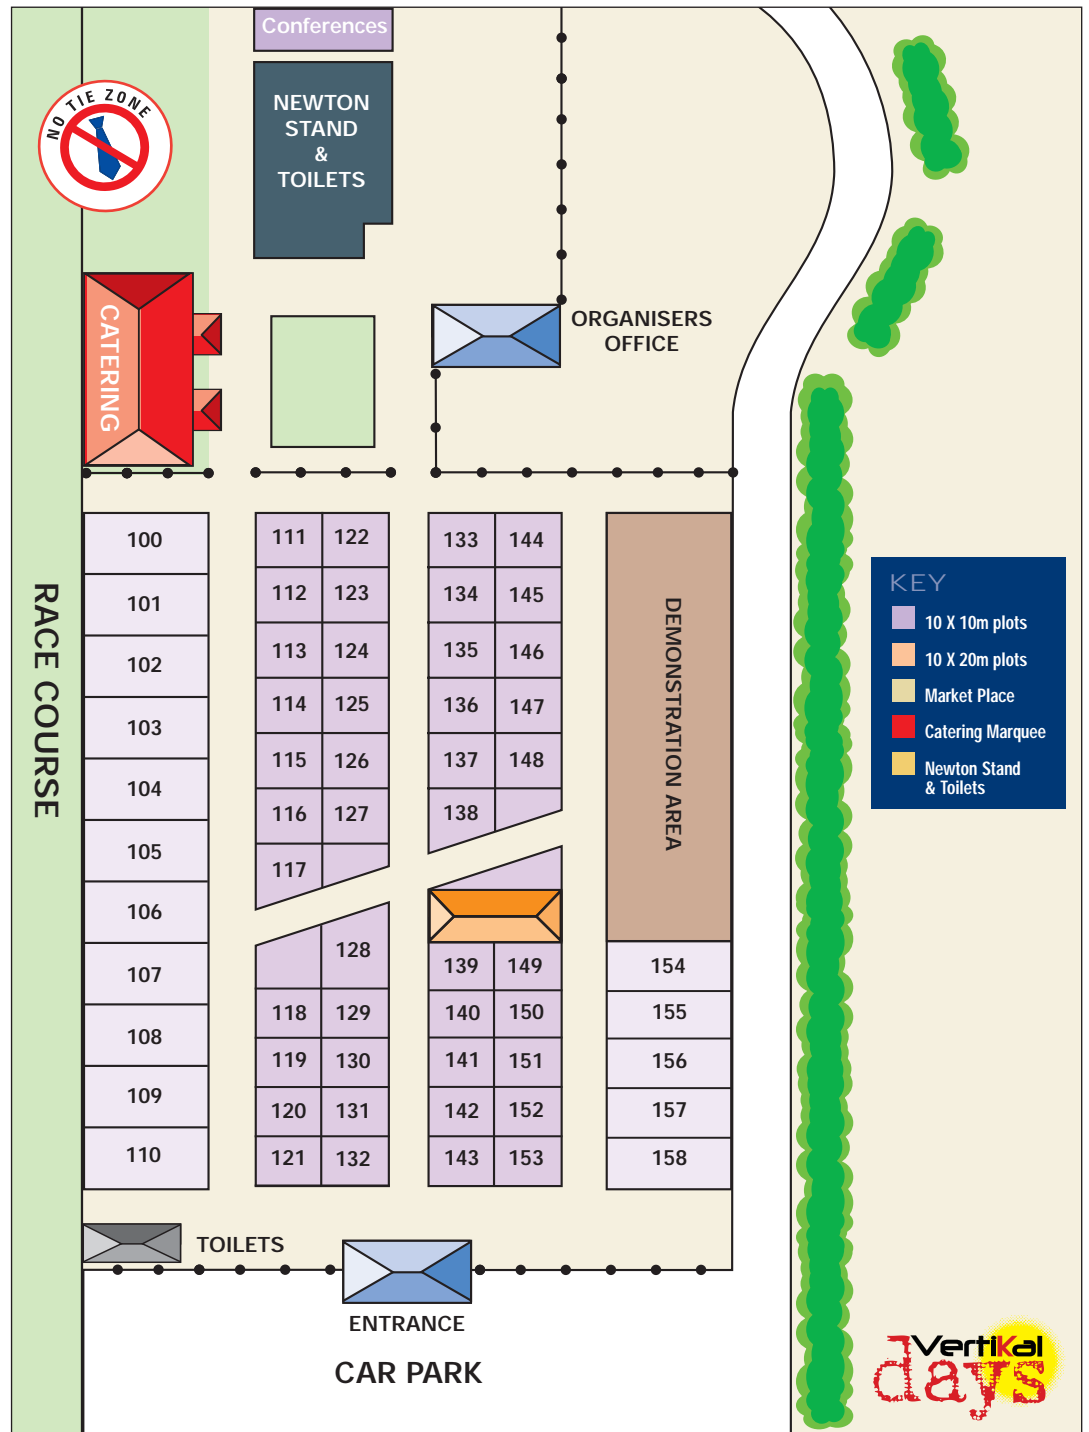 Conferences
NO TIE ZONE
NEWTON
STAND
&
TOILETS
CATERING
ORGANISERS
OFFICE
RACE COURSE
100
101
102
103
104
105
106
107
108
109
110
111 122
112 123
113 124
114 125
115 126
116 127
117
128
118 129
119 130
120 131
121 132
133 144
134 145
135 146
136 147
137 148
138
139 149
140 150
141 151
142 152
143 153
DEMONSTRATION AREA
154
155
156
157
158
KEY
10 X 10m plots
10 X 20m plots
Market Place
Catering Marquee
Newton Stand
& Toilets
TOILETS
ENTRANCE
CAR PARK
VertiKal
days